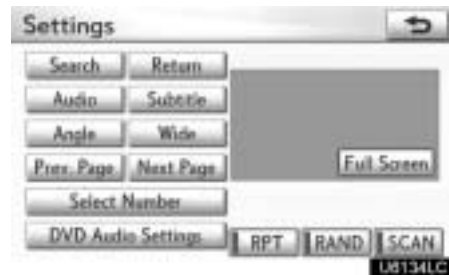 Settings
Search Return
Audio Subtitle
Angle Wide
Prev. Page Next Page Full Screen
Select Number
DVD Audio Settings RPT RAND SCAN
U8134LC